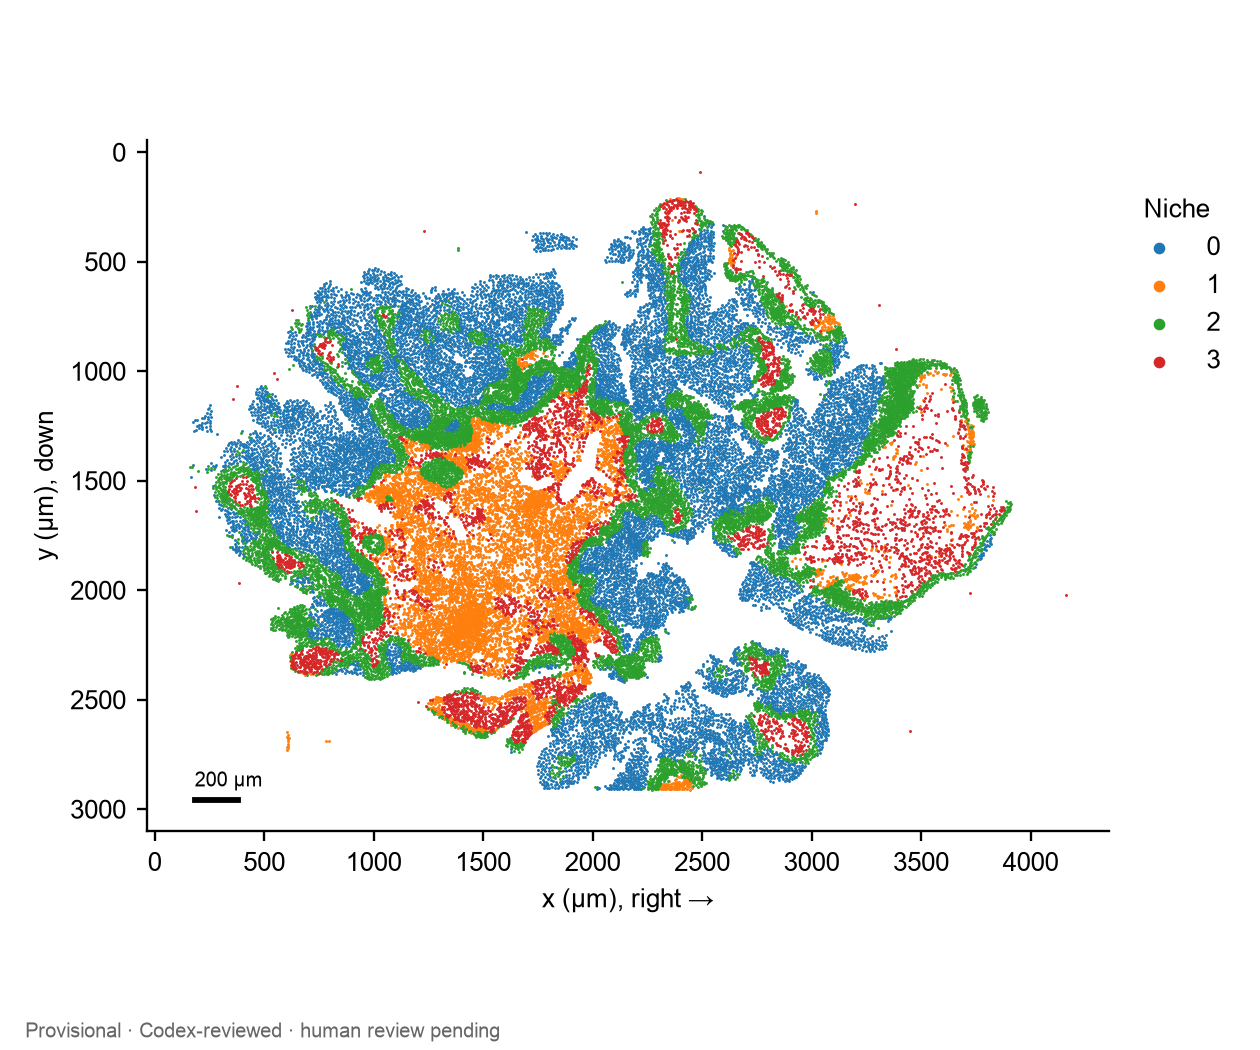 Niche
0
1
2
3
0
500
1000
1500
2000
2500
3000
y (µm), down
200 µm
0 500 1000 1500 2000 2500 3000 3500 4000
x (µm), right →
Provisional · Codex-reviewed · human review pending